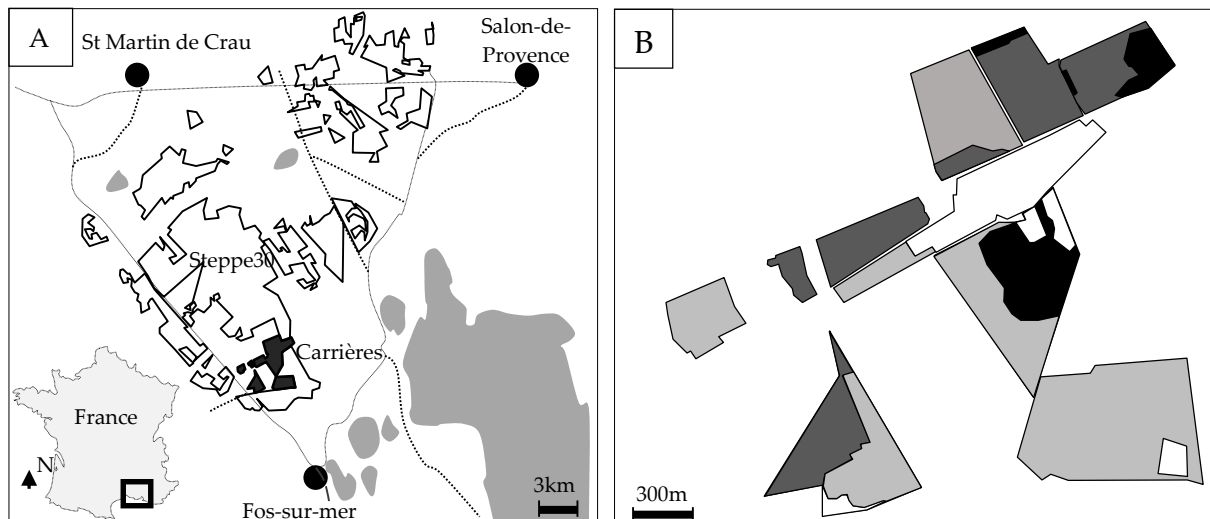 A
St Martin de Crau
Salon-de-
Provence
Steppe30
Carrières
France
N
Fos-sur-mer
3km
B
300m